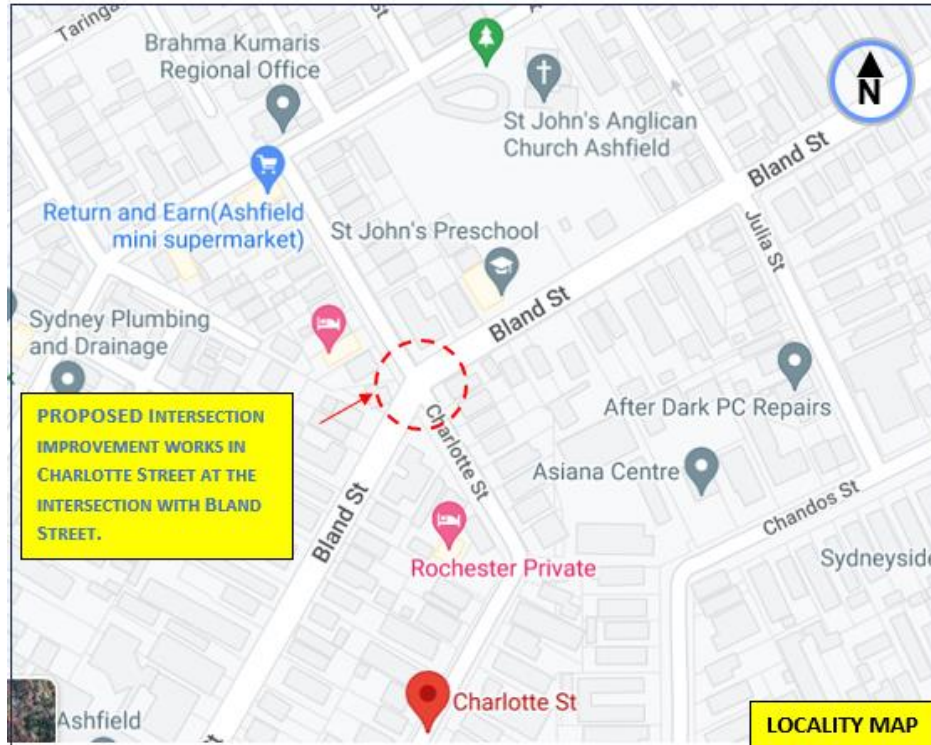 Taringa
St
Brahma Kumaris
Regional Office
N
St John's Anglican
Church Ashfield
Bland St
Return and Earn(Ashfield
mini supermarket)
St John's Preschool
Julia St
Bland St
Sydney Plumbing
and Drainage
PROPOSED INTERSECTION
IMPROVEMENT WORKS IN
CHARLOTTE STREET AT THE
INTERSECTION WITH BLAND
STREET.
Charlotte St
After Dark PC Repairs
Asiana Centre
Bland St
Chandos St
Rochester Private
Sydneyside
Charlotte St
Ashfield
LOCALITY MAP